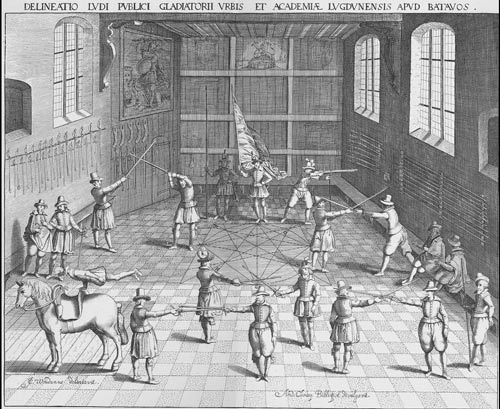 DELINEATIO LVDI PVBLICI GLADIATORII VRBIS ET ACADEMIÆ LVGDVNENSIS APVD BATAVOS .